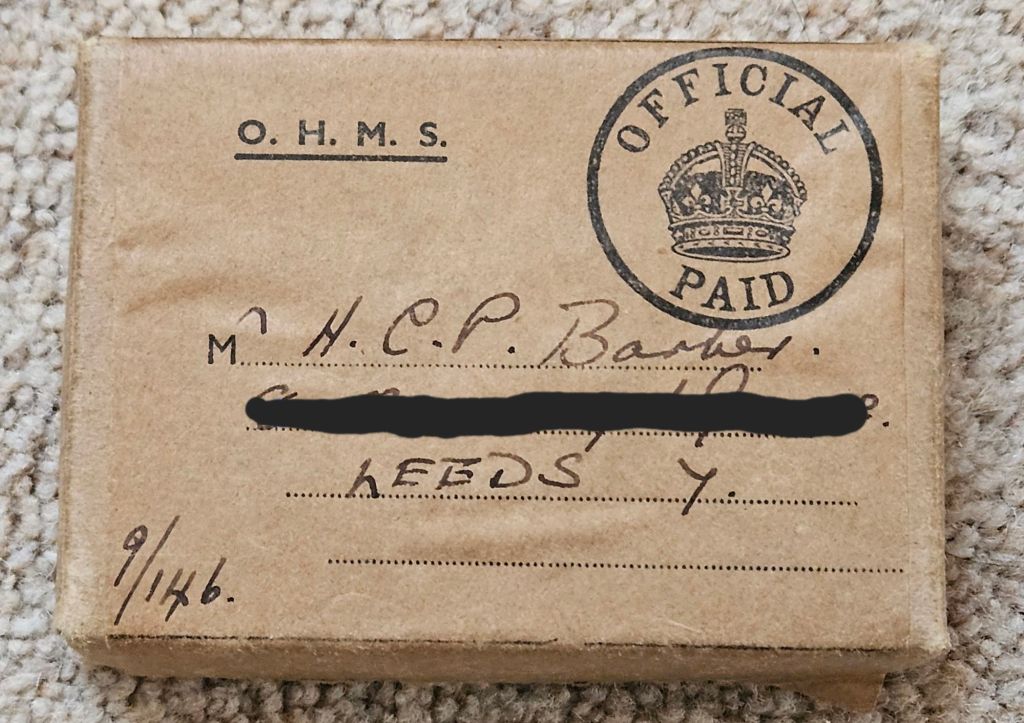 O. H. M. S.
OFFICIAL
PAID
Mr H. C. P. Barker.
LEEDS 7.
9/146.